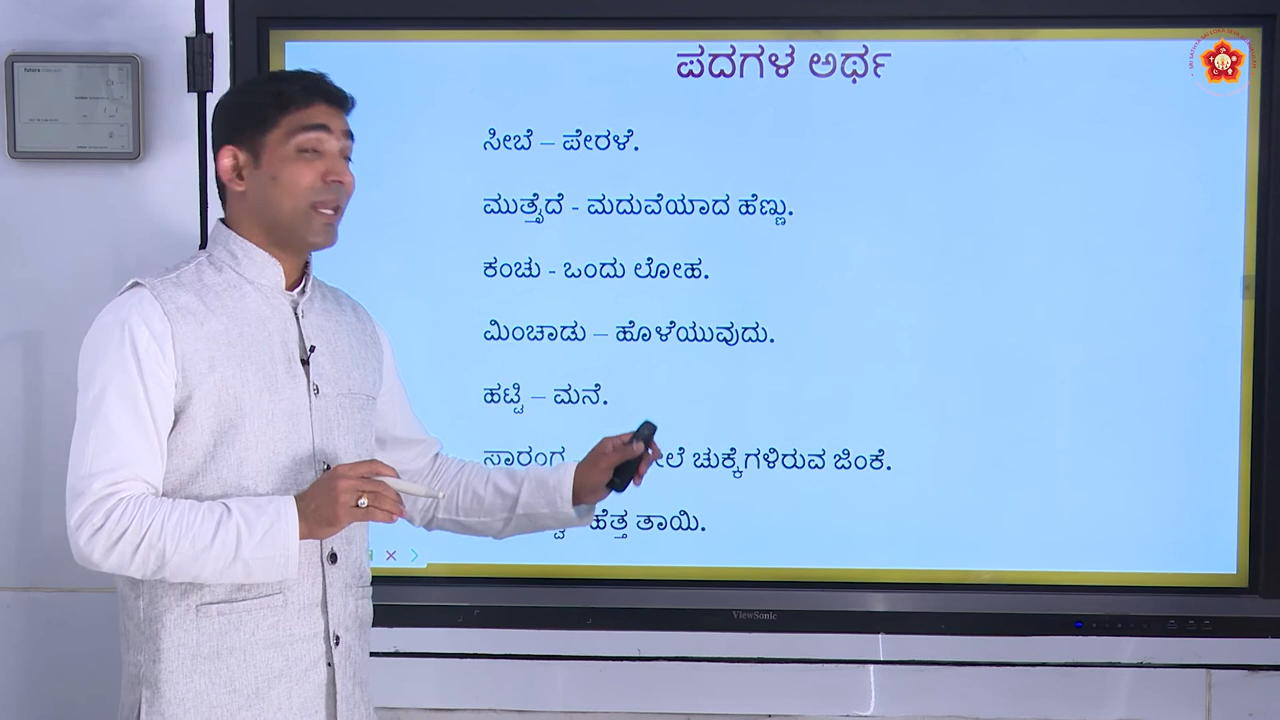 ಪದಗಳ ಅರ್ಥ
ಸೀಬೆ – ಪೇರಳೆ.
ಮುತ್ತೈದೆ - ಮದುವೆಯಾದ ಹೆಣ್ಣು.
ಕಂಚು - ಒಂದು ಲೋಹ.
ಮಿಂಚಾಡು – ಹೊಳೆಯುವುದು.
ಹಟ್ಟಿ – ಮನೆ.
ಸಾರಂಗ ಚುಕ್ಕೆಗಳಿರುವ ಜಿಂಕೆ.
ಹೆತ್ತ ತಾಯಿ.
ViewSonic